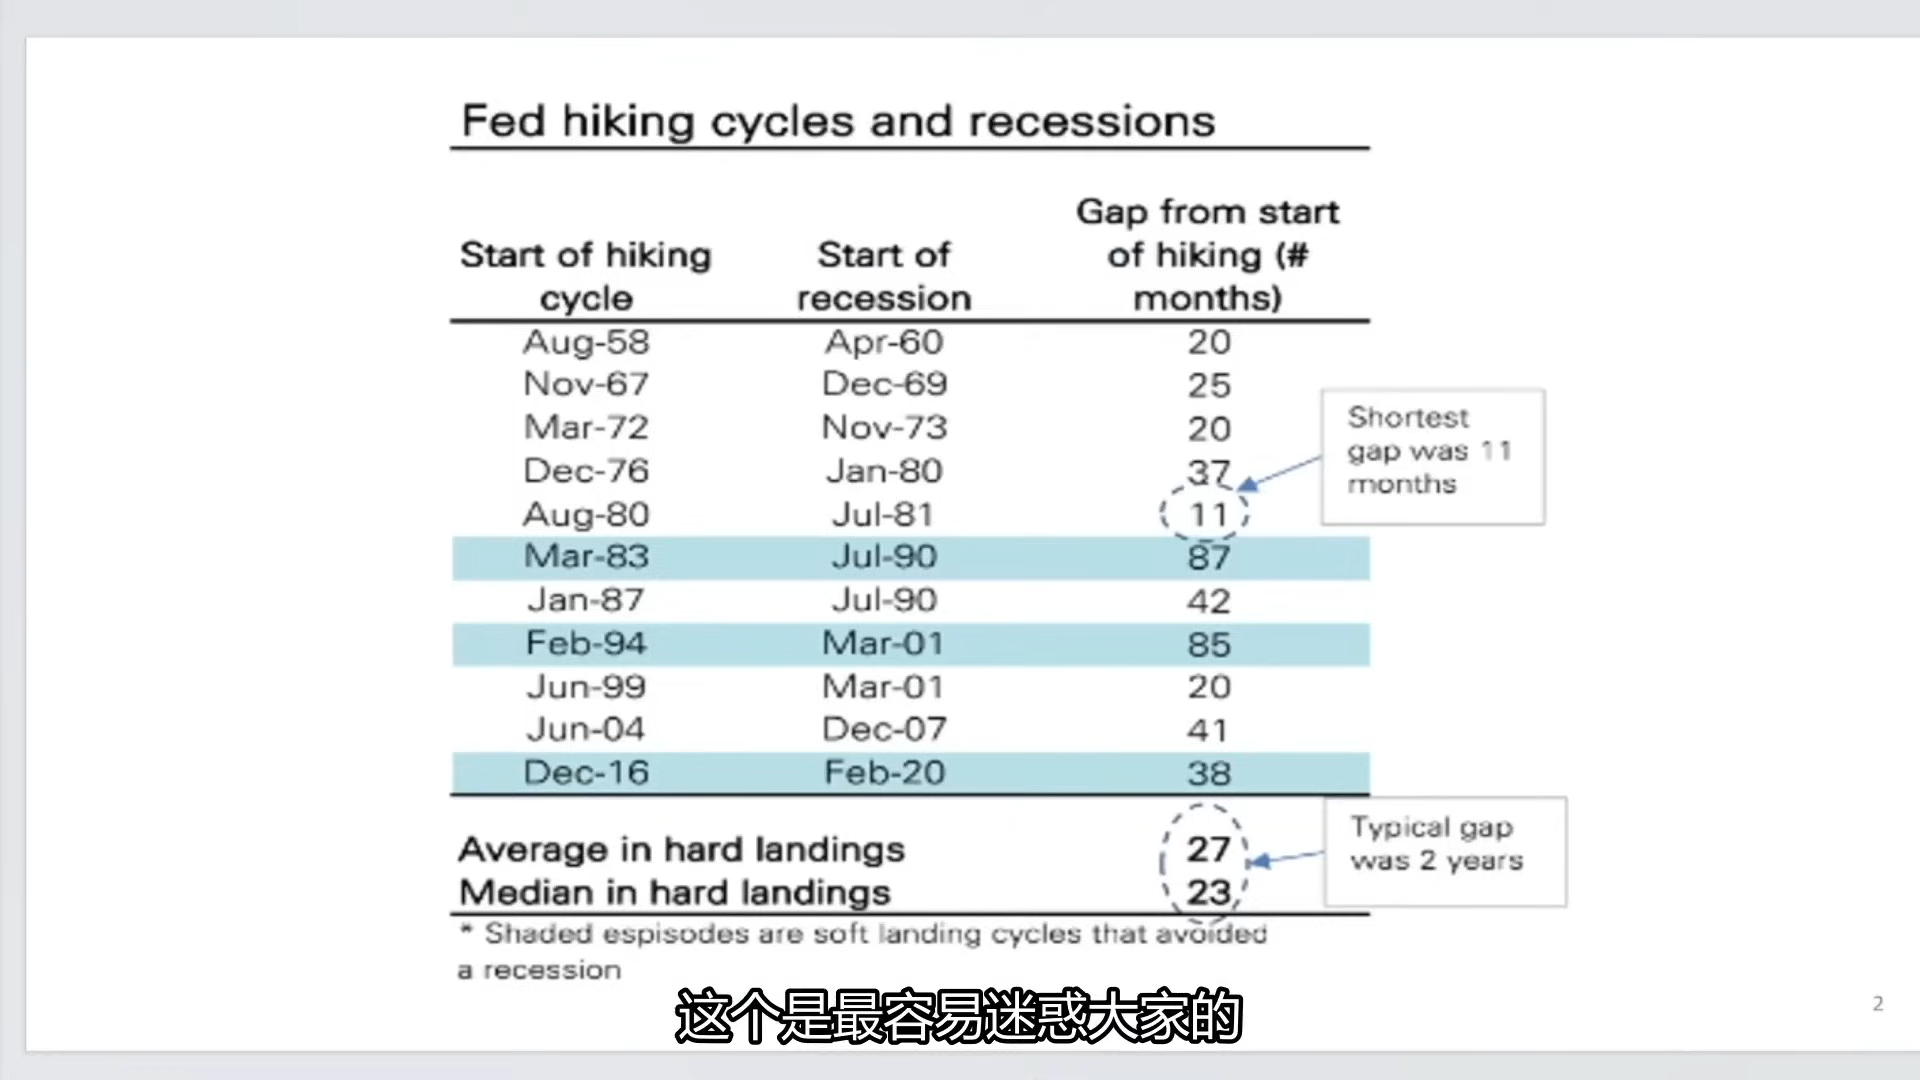 Fed hiking cycles and recessions
Start of hiking cycle Start of recession Gap from start of hiking (# months)
Aug-58 Apr-60 20
Nov-67 Dec-69 25
Mar-72 Nov-73 20
Dec-76 Jan-80 37
Aug-80 Jul-81 11
Mar-83 Jul-90 87
Jan-87 Jul-90 42
Feb-94 Mar-01 85
Jun-99 Mar-01 20
Jun-04 Dec-07 41
Dec-16 Feb-20 38
Shortest
gap was 11
months
Average in hard landings 27
Median in hard landings 23
Typical gap
was 2 years
* Shaded espisodes are soft landing cycles that avoided
a recession
这个是最容易迷惑大家的
2